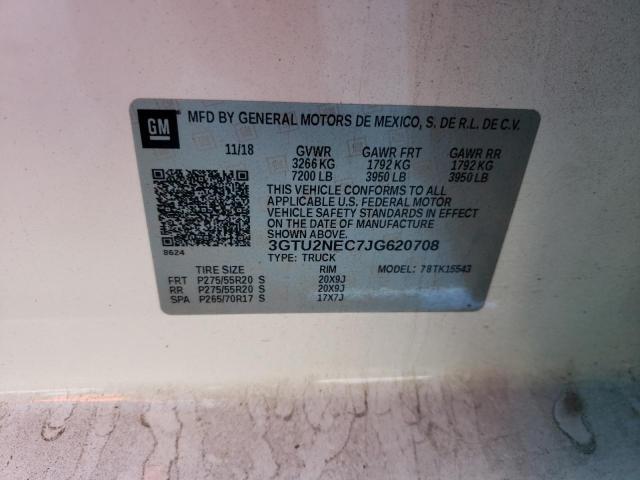 GM
MFD BY GENERAL MOTORS DE MEXICO, S. DE R.L. DE C.V.
11/18 GVWR GAWR FRT GAWR RR
3266 KG 1792 KG 1792 KG
7200 LB 3950 LB 3950 LB
THIS VEHICLE CONFORMS TO ALL
APPLICABLE U.S. FEDERAL MOTOR
VEHICLE SAFETY STANDARDS IN EFFECT
ON THE DATE OF MANUFACTURE
SHOWN ABOVE.
8624
3GTU2NEC7JG620708
TYPE: TRUCK
TIRE SIZE RIM MODEL: 78TK15543
FRT P275/55R20 S 20X9J
RR P275/55R20 S 20X9J
SPA P265/70R17 S 17X7J